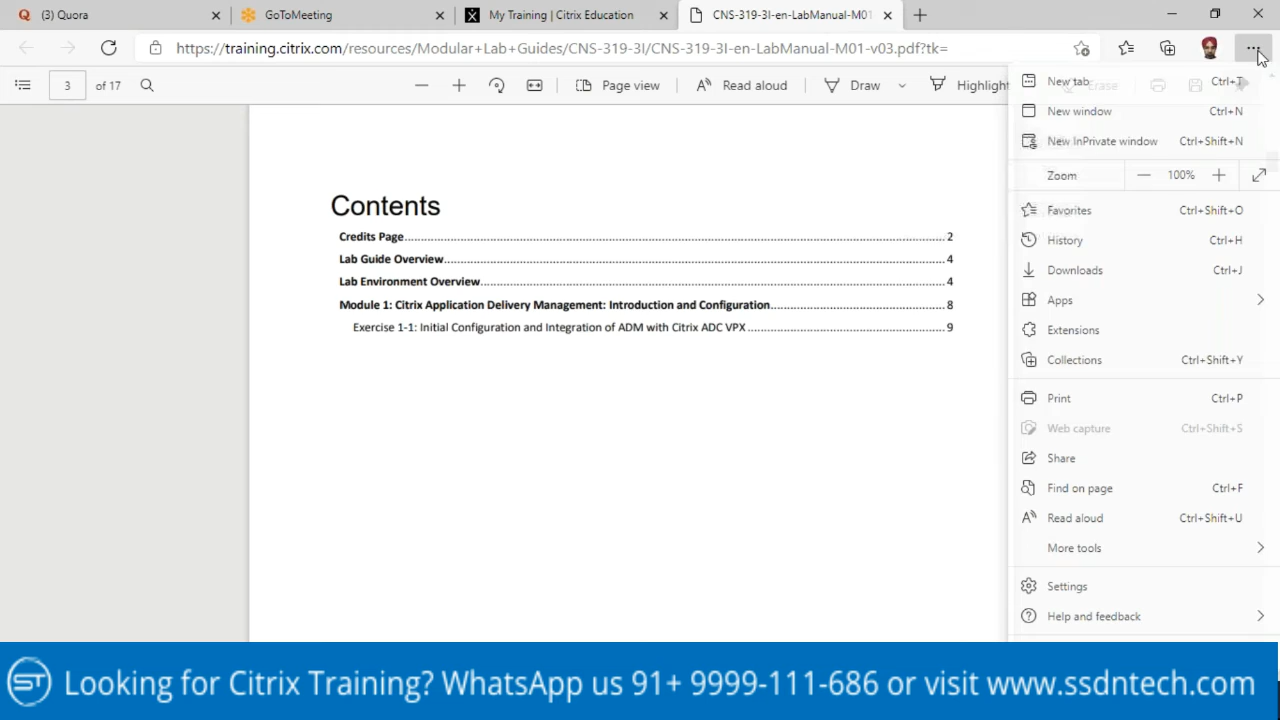 (3) Quora
GoToMeeting
My Training | Citrix Education
CNS-319-3I-en-LabManual-M01
https://training.citrix.com/resources/Modular+Lab+Guides/CNS-319-3I/CNS-319-3I-en-LabManual-M01-v03.pdf?tk=
3 of 17
Page view
Read aloud
Draw
Highlight
Erase
New tab Ctrl+T
New window Ctrl+N
New InPrivate window Ctrl+Shift+N
Zoom 100%
Favorites Ctrl+Shift+O
History Ctrl+H
Downloads Ctrl+J
Apps
Extensions
Collections Ctrl+Shift+Y
Print Ctrl+P
Web capture Ctrl+Shift+S
Share
Find on page Ctrl+F
Read aloud Ctrl+Shift+U
More tools
Settings
Help and feedback
Contents
Credits Page 2
Lab Guide Overview 4
Lab Environment Overview 4
Module 1: Citrix Application Delivery Management: Introduction and Configuration 8
Exercise 1-1: Initial Configuration and Integration of ADM with Citrix ADC VPX 9
ST Looking for Citrix Training? WhatsApp us 91+ 9999-111-686 or visit www.ssdntech.com